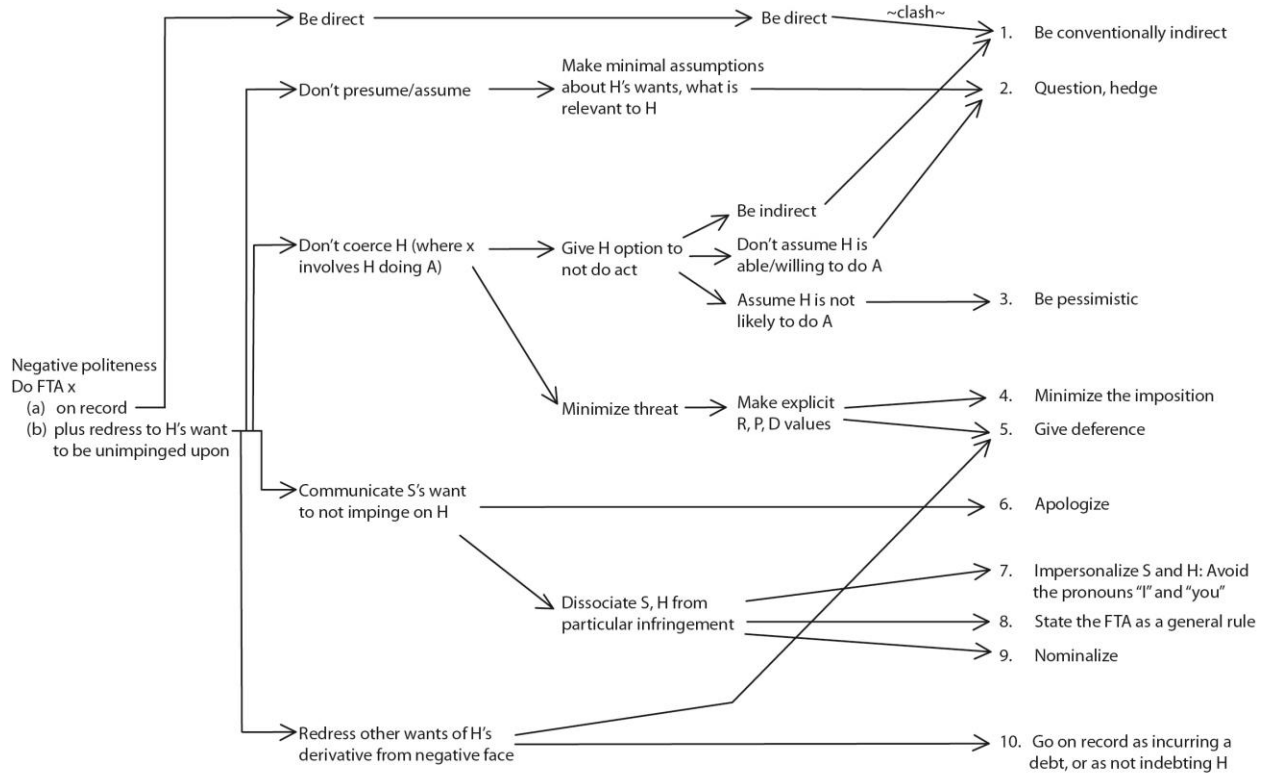 Be direct
Be direct
~clash~
1. Be conventionally indirect
Don’t presume/assume
Make minimal assumptions
about H’s wants, what is
relevant to H
2. Question, hedge
Don’t coerce H (where x
involves H doing A)
Give H option to
not do act
Be indirect
Don’t assume H is
able/willing to do A
Assume H is not
likely to do A
3. Be pessimistic
Negative politeness
Do FTA x
(a) on record
(b) plus redress to H’s want
to be unimpinged upon
Minimize threat
Make explicit
R, P, D values
4. Minimize the imposition
5. Give deference
Communicate S’s want
to not impinge on H
6. Apologize
Dissociate S, H from
particular infringement
7. Impersonalize S and H: Avoid
the pronouns “I” and “you”
8. State the FTA as a general rule
9. Nominalize
Redress other wants of H’s
derivative from negative face
10. Go on record as incurring a
debt, or as not indebting H